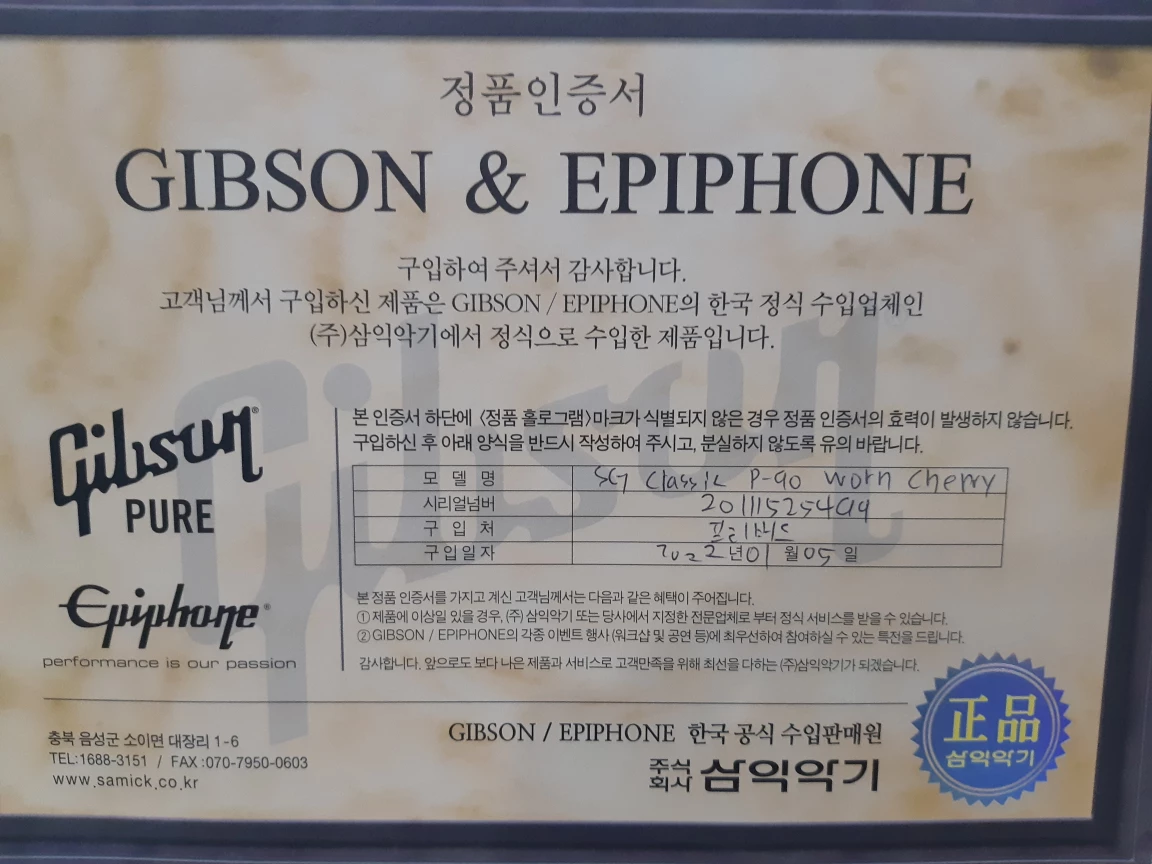 정품인증서
GIBSON & EPIPHONE
구입하여 주셔서 감사합니다.
고객님께서 구입하신 제품은 GIBSON / EPIPHONE의 한국 정식 수입업체인
(주)삼익악기에서 정식으로 수입한 제품입니다.
Gibson
PURE
Epiphone
performance is our passion
본 인증서 하단에 〈정품 홀로그램〉마크가 식별되지 않은 경우 정품 인증서의 효력이 발생하지 않습니다.
구입하신 후 아래 양식을 반드시 작성하여 주시고, 분실하지 않도록 유의 바랍니다.
모델명 SG Classic P-90 Worn Cherry
시리얼넘버
구입처 프리버드
구입일자 2022년01월05일
본 정품 인증서를 가지고 계신 고객님께서는 다음과 같은 혜택이 주어집니다.
① 제품에 이상일 있을 경우, (주) 삼익악기 또는 당사에서 지정한 전문업체로 부터 정식 서비스를 받을 수 있습니다.
② GIBSON / EPIPHONE의 각종 이벤트 행사 (워크샵 및 공연 등)에 최우선하여 참여하실 수 있는 특전을 드립니다.
감사합니다. 앞으로도 보다 나은 제품과 서비스로 고객만족을 위해 최선을 다하는 (주)삼익악기가 되겠습니다.
충북 음성군 소이면 대장리 1-6
TEL:1688-3151 / FAX:070-7950-0603
www.samick.co.kr
GIBSON / EPIPHONE 한국 공식 수입판매원
주식회사 삼익악기
正品
삼익악기